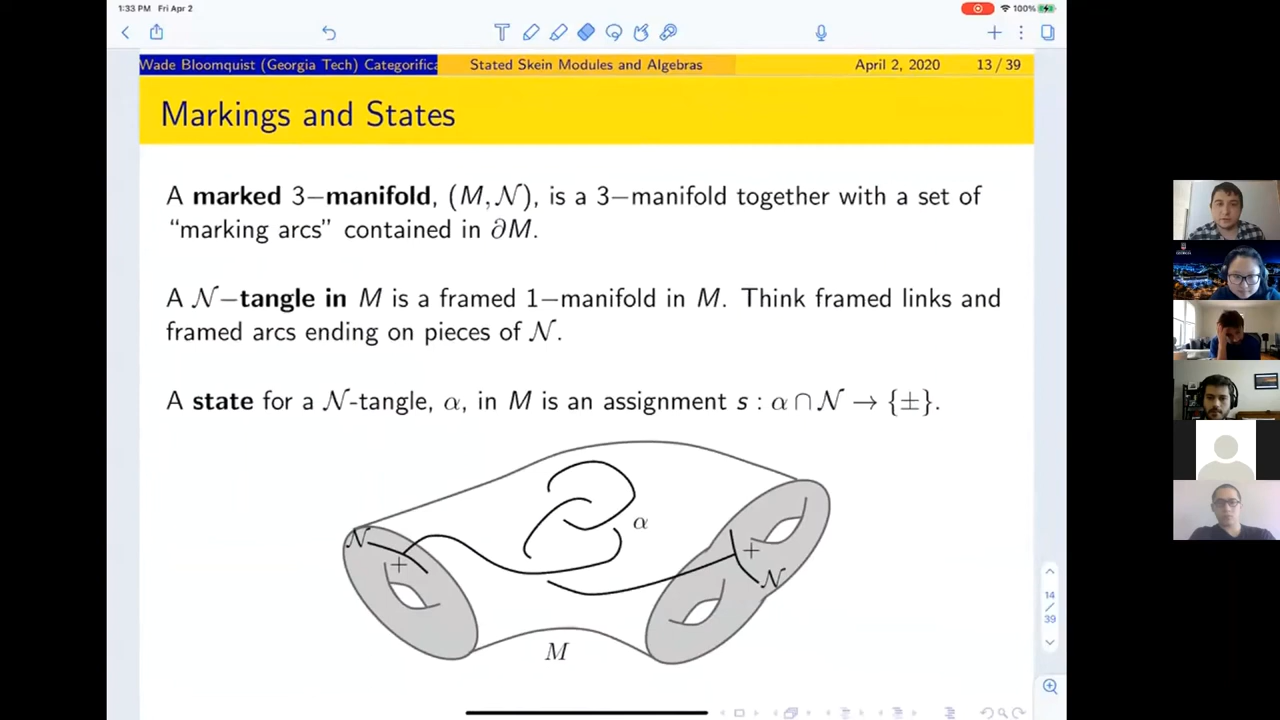 1:33 PM Fri Apr 2
100%
Wade Bloomquist (Georgia Tech) Categorifica
Stated Skein Modules and Algebras
April 2, 2020
13 / 39
Markings and States
A marked 3−manifold, (M, 𝒩), is a 3−manifold together with a set of
“marking arcs” contained in ∂M.
A 𝒩−tangle in M is a framed 1−manifold in M. Think framed links and
framed arcs ending on pieces of 𝒩.
A state for a 𝒩-tangle, α, in M is an assignment s : α ∩ 𝒩 → {±}.
α
𝒩
+
+
𝒩
M
14
/
39